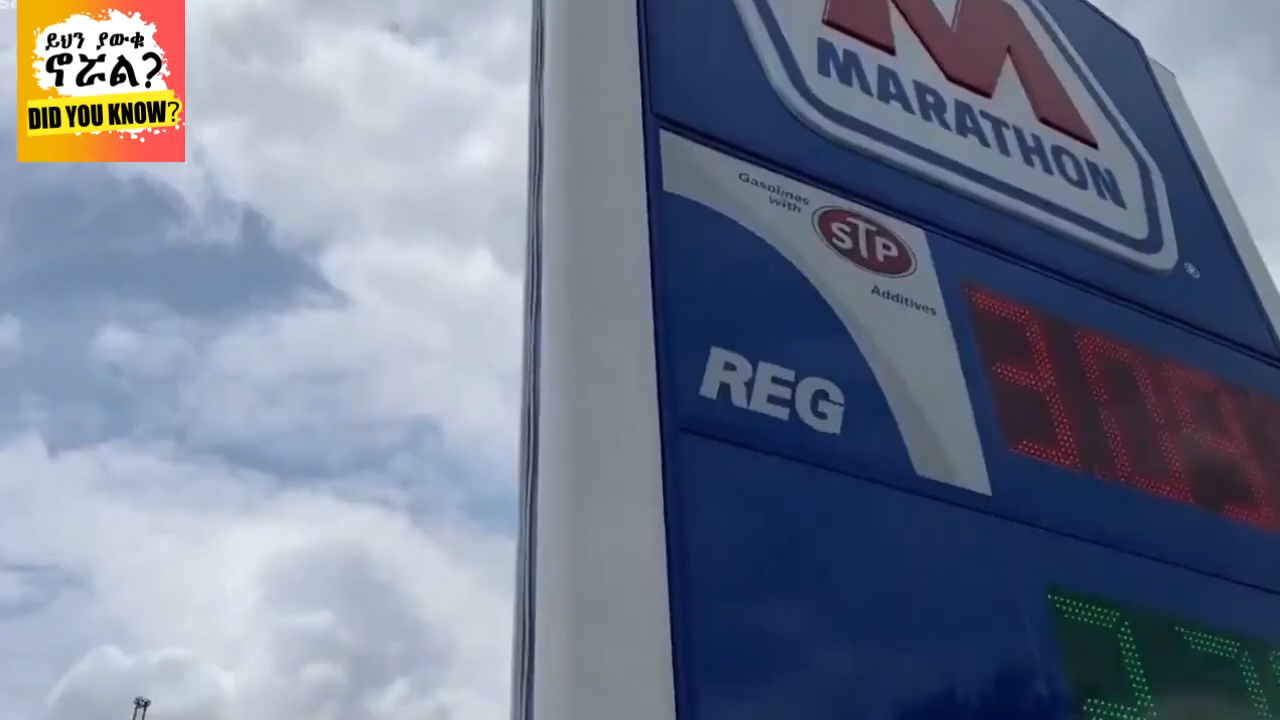 ይህን ያውቁ
ኖሯል?
DID YOU KNOW?
MARATHON
®
Gasolines
with
STP
Additives
REG